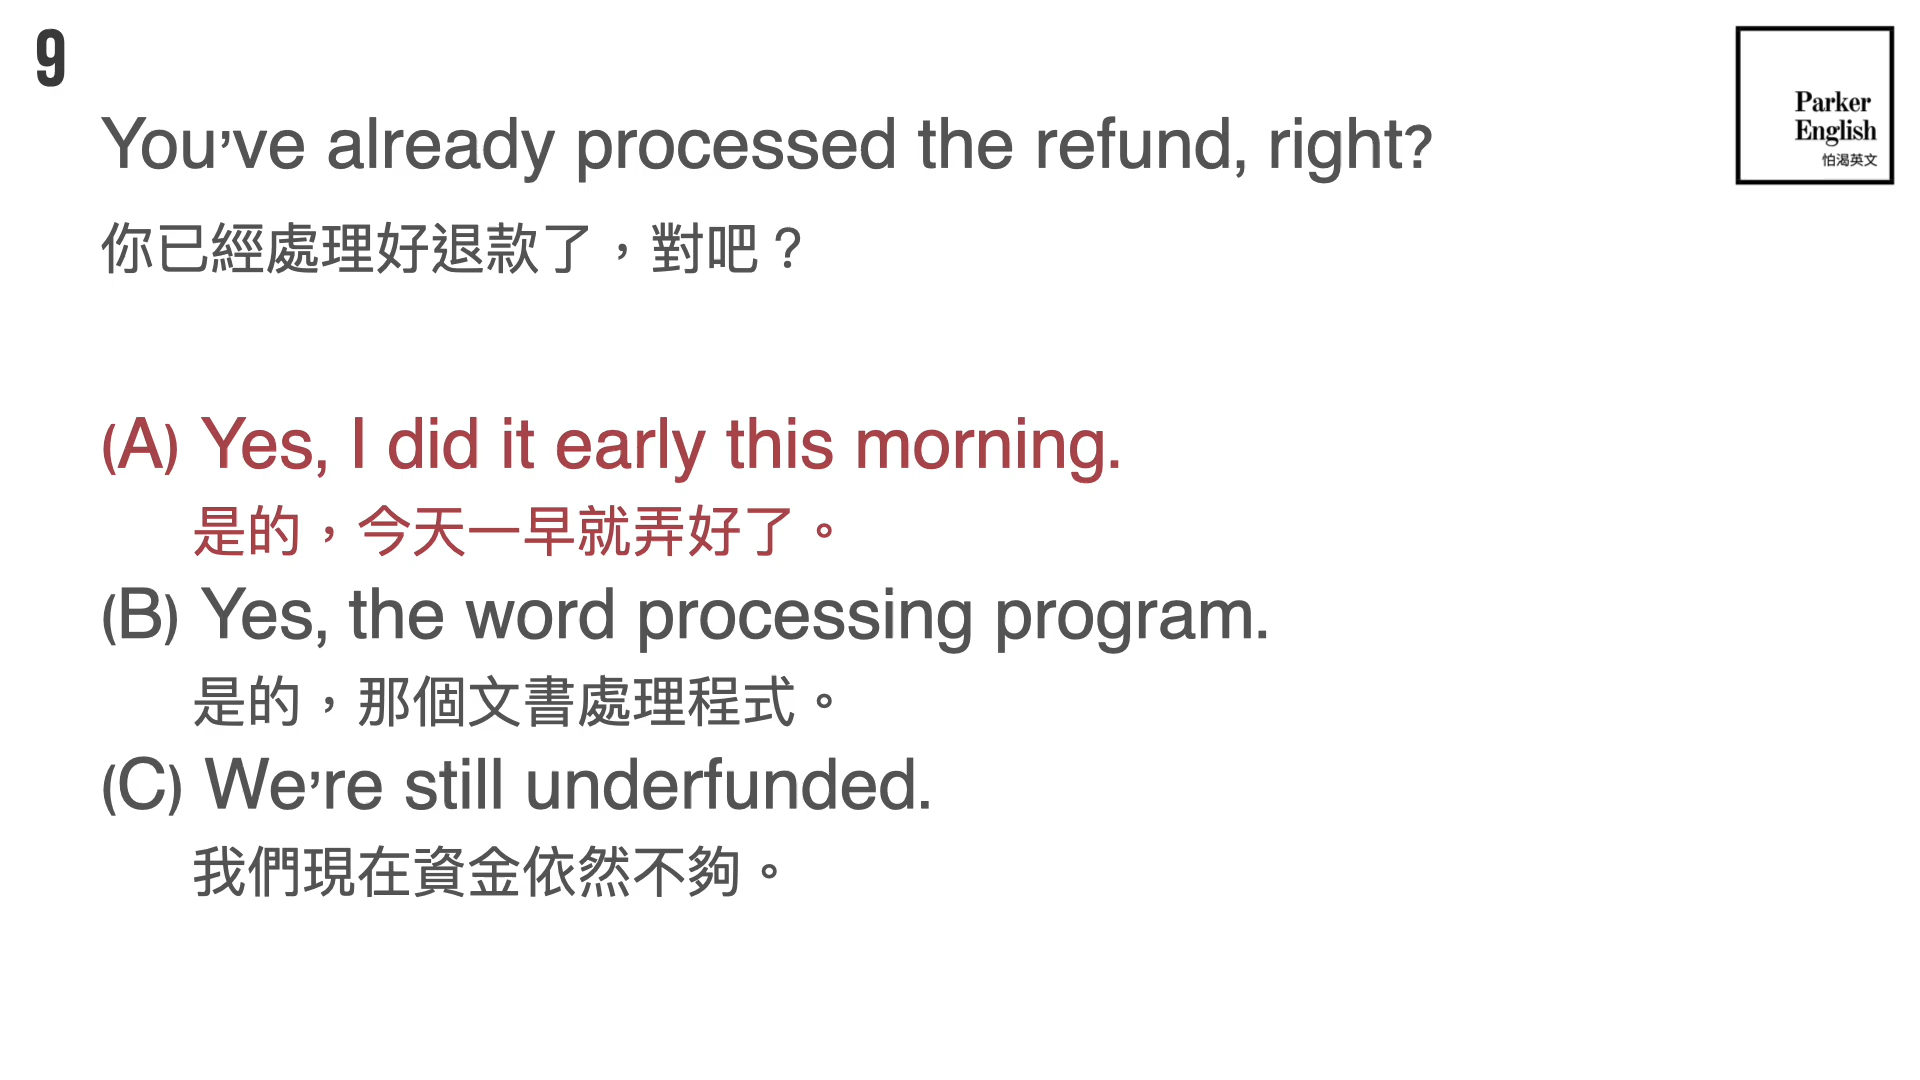 9
Parker
English
怕渴英文
You’ve already processed the refund, right?
你已經處理好退款了，對吧？
(A) Yes, I did it early this morning.
是的，今天一早就弄好了。
(B) Yes, the word processing program.
是的，那個文書處理程式。
(C) We’re still underfunded.
我們現在資金依然不夠。